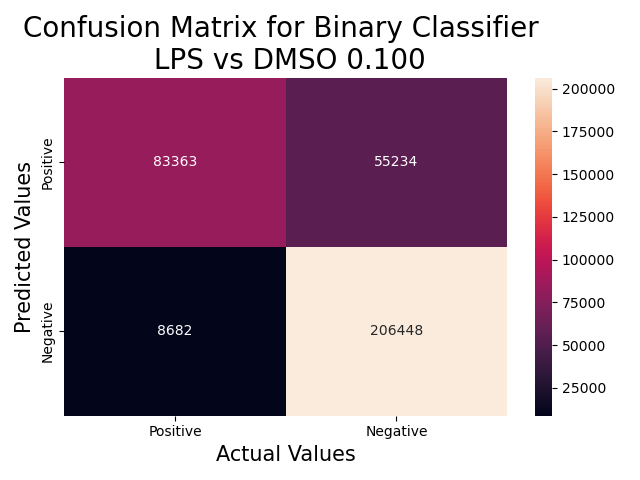 Confusion Matrix for Binary Classifier
LPS vs DMSO 0.100
Predicted Values
Positive
Negative
83363
55234
8682
206448
Positive
Negative
Actual Values
200000
175000
150000
125000
100000
75000
50000
25000